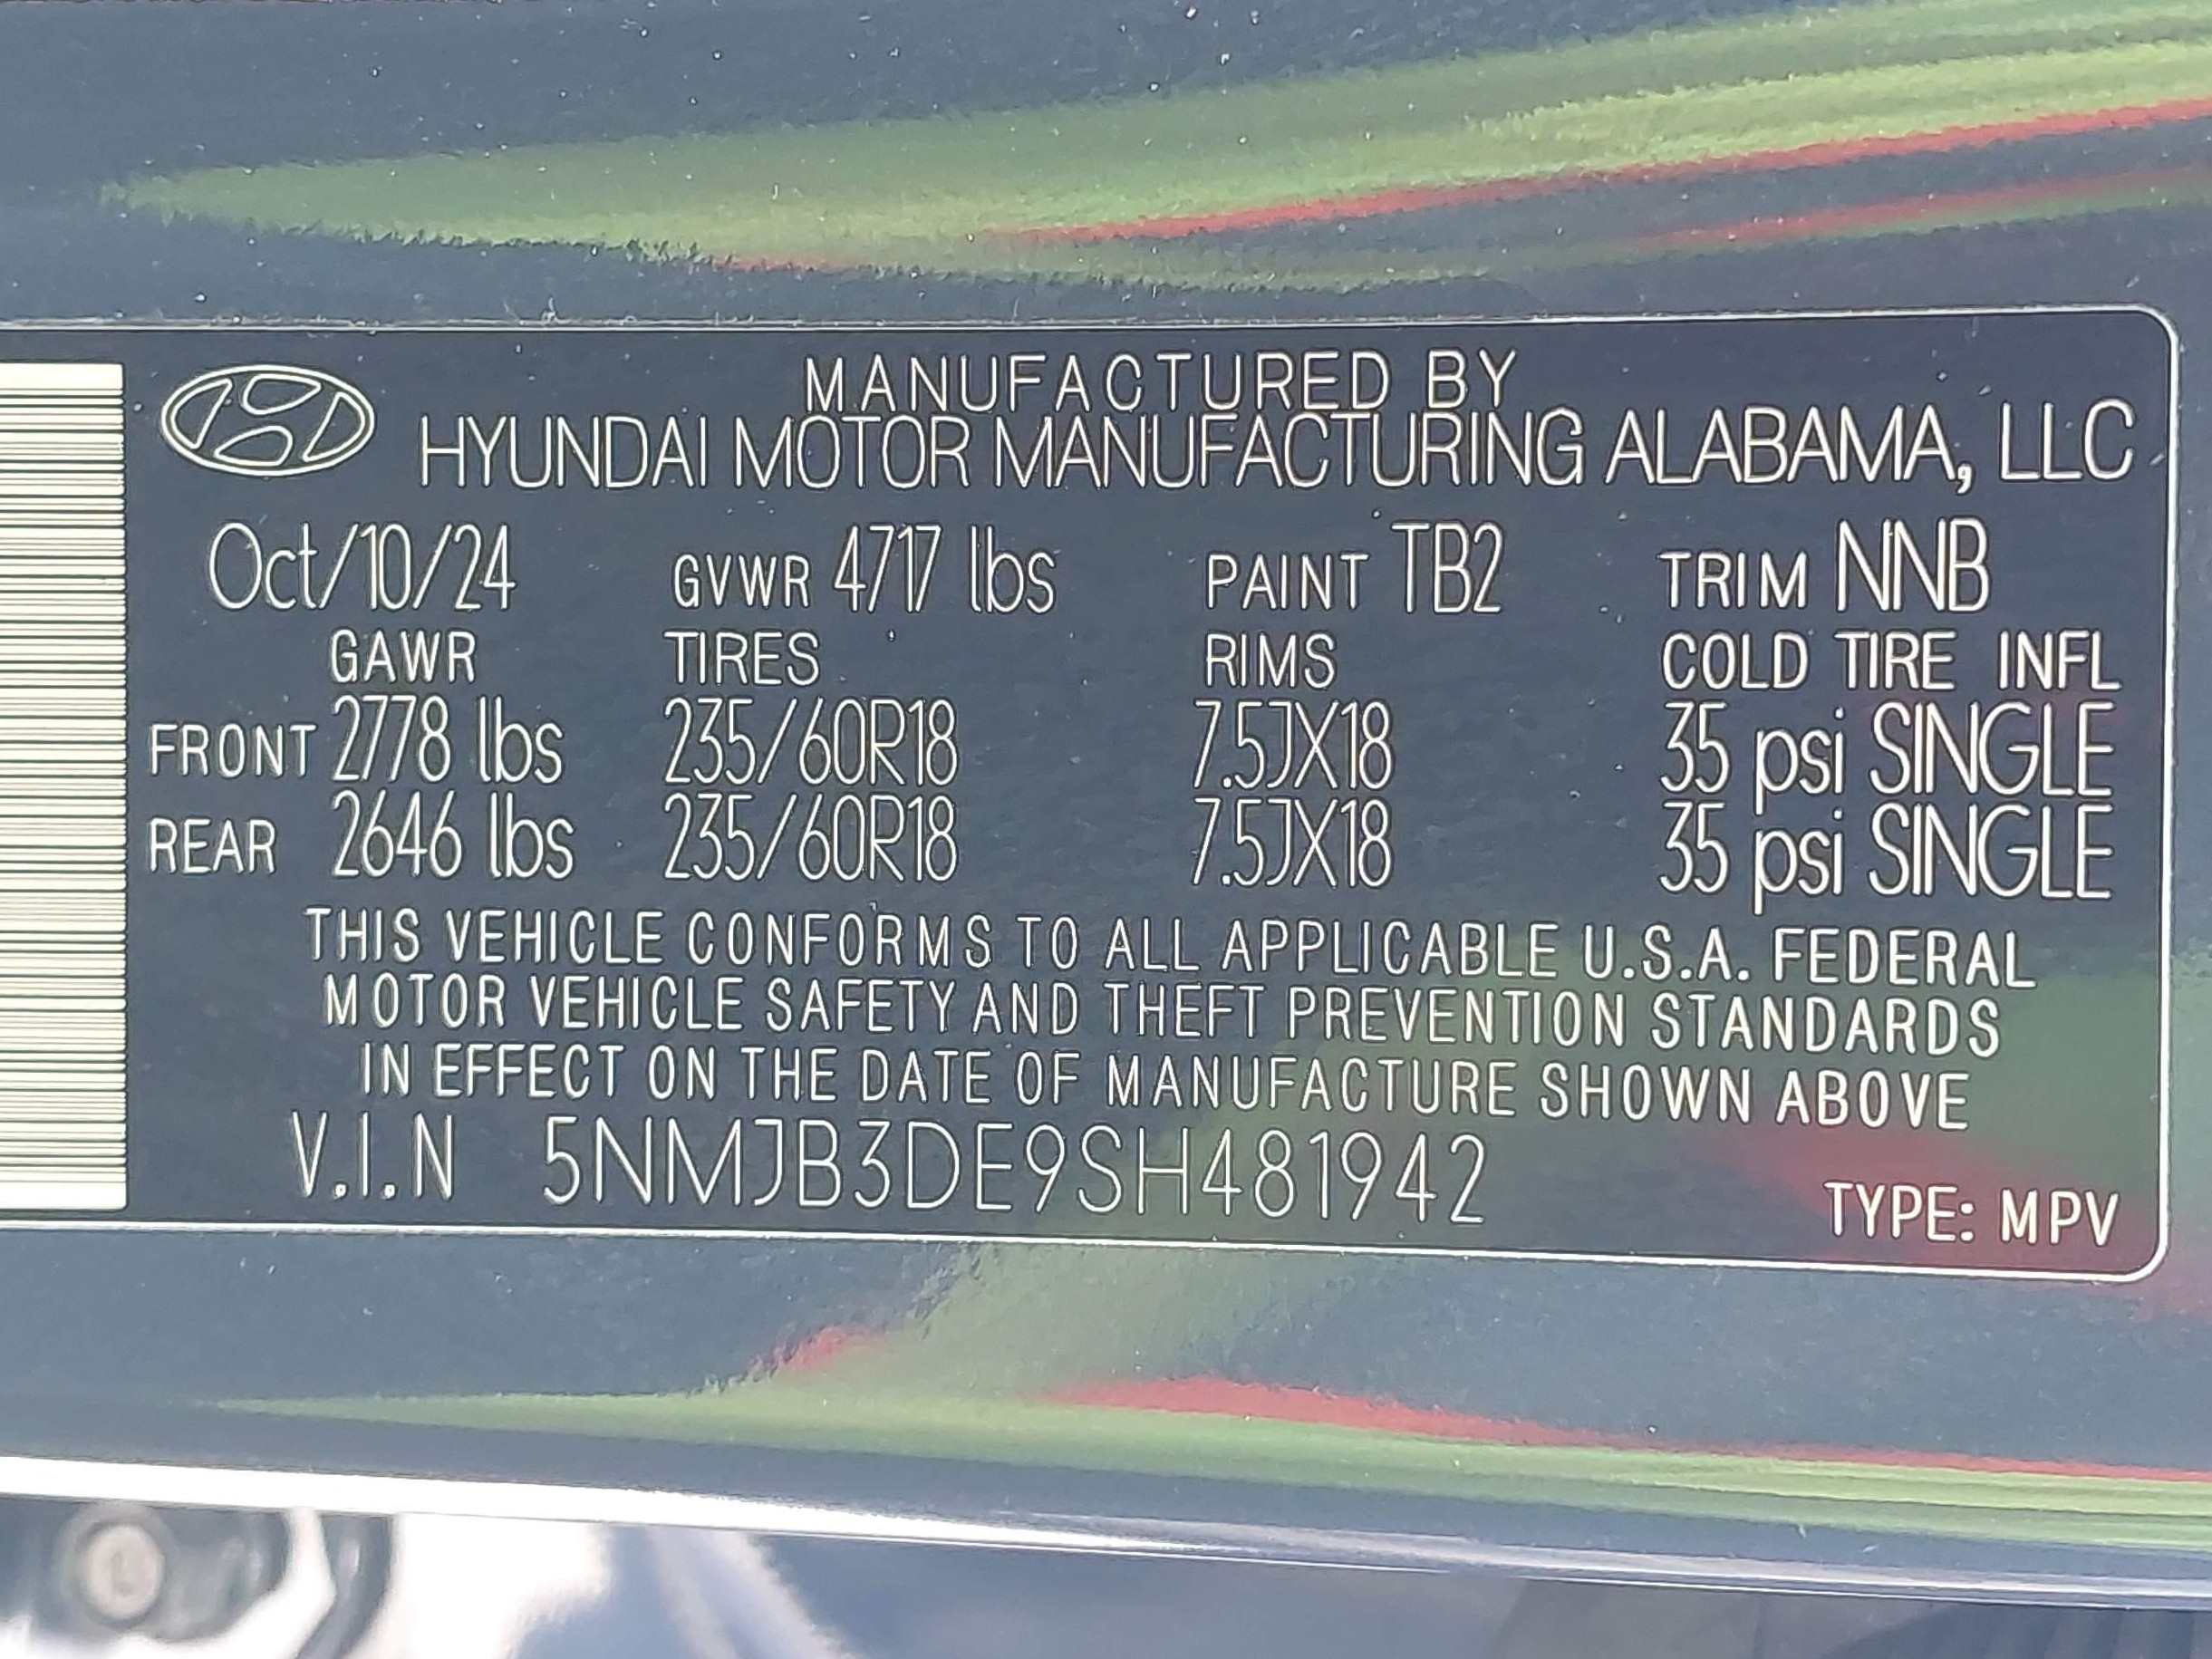 MANUFACTURED BY
HYUNDAI MOTOR MANUFACTURING ALABAMA, LLC
Oct/10/24 GVWR 4717 lbs PAINT TB2 TRIM NNB
GAWR TIRES RIMS COLD TIRE INFL
FRONT 2778 lbs 235/60R18 7.5JX18 35 psi SINGLE
REAR 2646 lbs 235/60R18 7.5JX18 35 psi SINGLE
THIS VEHICLE CONFORMS TO ALL APPLICABLE U.S.A. FEDERAL
MOTOR VEHICLE SAFETY AND THEFT PREVENTION STANDARDS
IN EFFECT ON THE DATE OF MANUFACTURE SHOWN ABOVE
V.I.N 5NMJB3DE9SH481942
TYPE: MPV